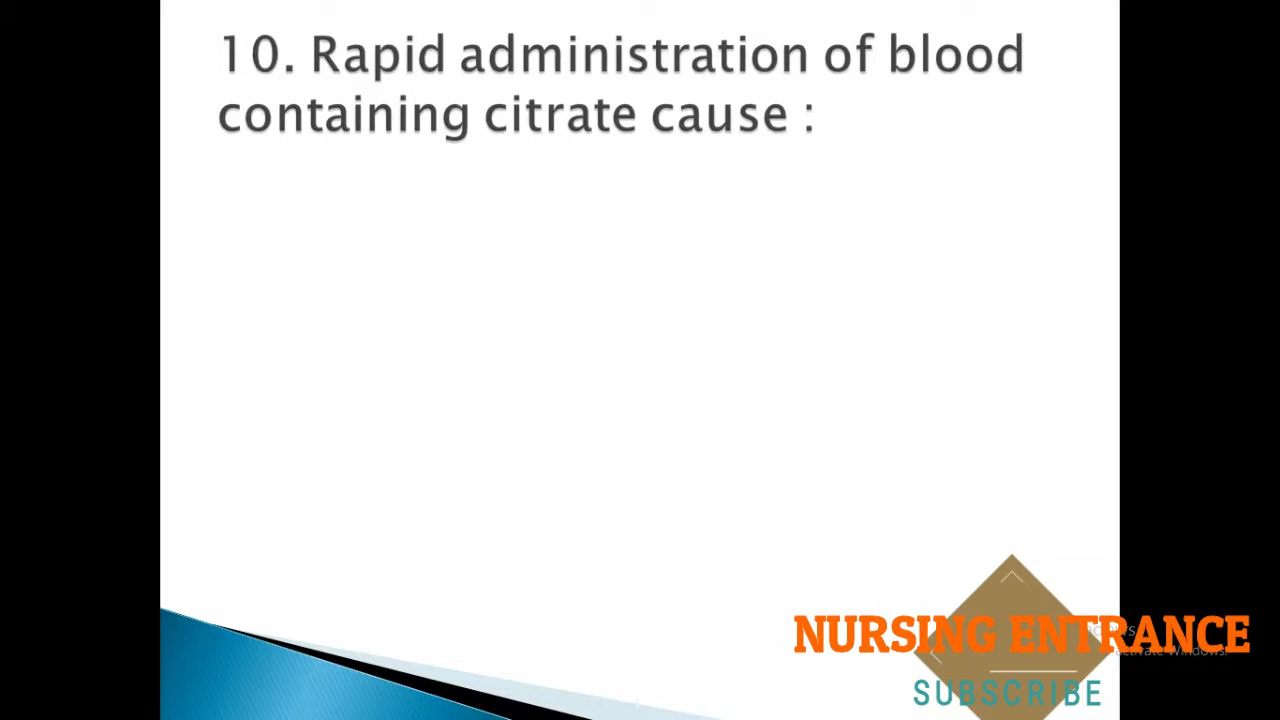 10. Rapid administration of blood
containing citrate cause :
NURSING ENTRANCE
SUBSCRIBE